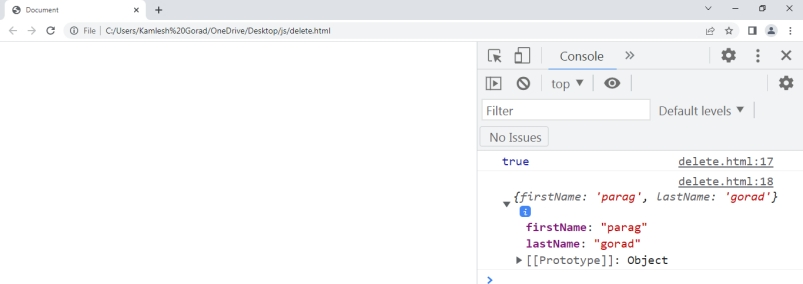 Document
File | C:/Users/Kamlesh%20Gorad/OneDrive/Desktop/js/delete.html
Console
top
Filter
Default levels
No Issues
true delete.html:17
delete.html:18
{firstName: 'parag', lastName: 'gorad'}
i
firstName: "parag"
lastName: "gorad"
[[Prototype]]: Object